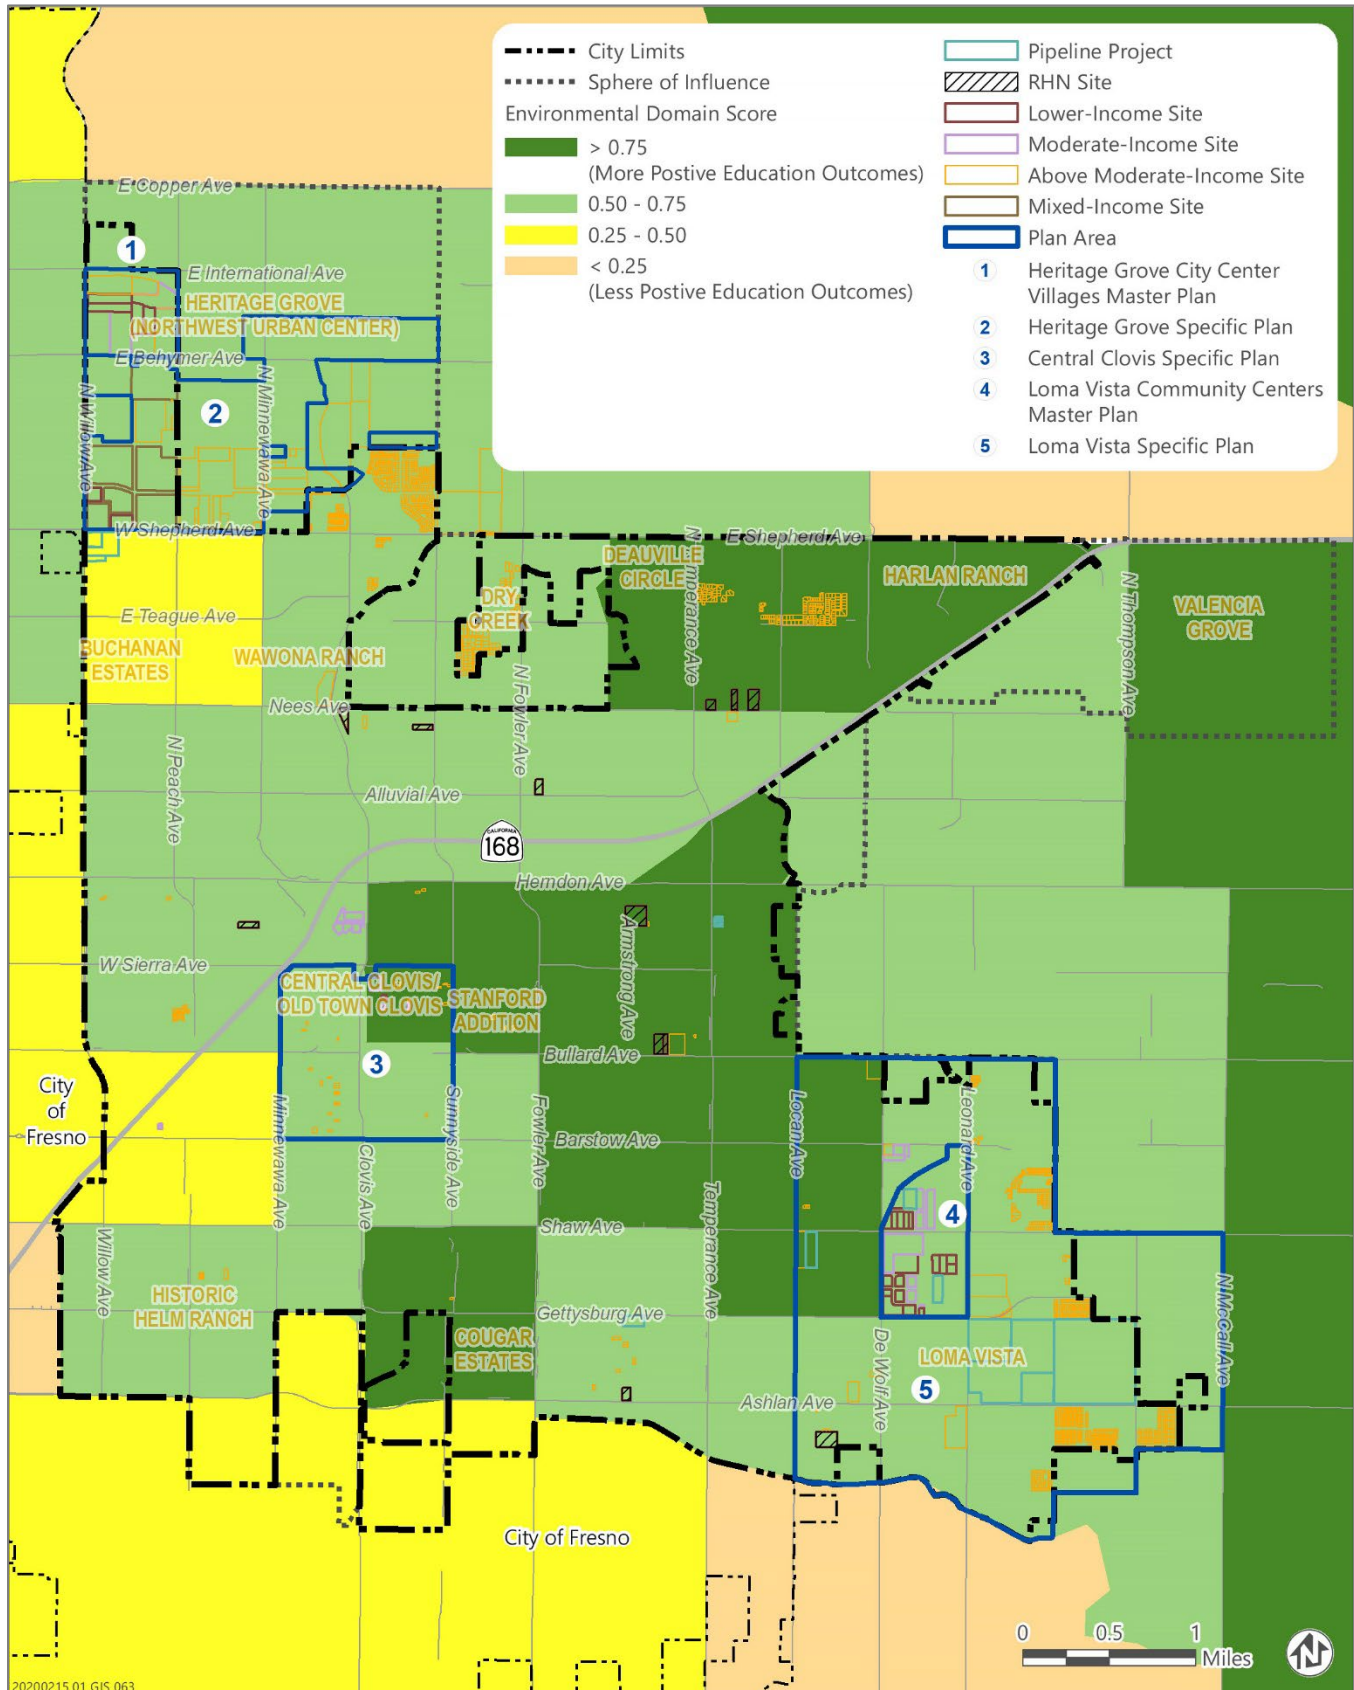 City Limits
Sphere of Influence
Environmental Domain Score
> 0.75
(More Postive Education Outcomes)
0.50 - 0.75
0.25 - 0.50
< 0.25
(Less Postive Education Outcomes)
Pipeline Project
RHN Site
Lower-Income Site
Moderate-Income Site
Above Moderate-Income Site
Mixed-Income Site
Plan Area
1 Heritage Grove City Center
Villages Master Plan
2 Heritage Grove Specific Plan
3 Central Clovis Specific Plan
4 Loma Vista Community Centers
Master Plan
5 Loma Vista Specific Plan
E Copper Ave
1
E International Ave
HERITAGE GROVE
(NORTHWEST URBAN CENTER)
E Behymer Ave
N Willow Ave
2
N Minnewawa Ave
W Shepherd Ave
E Shepherd Ave
DEAUVILLE
CIRCLE
N Temperance Ave
HARLAN RANCH
N Thompson Ave
VALENCIA
GROVE
DRY
CREEK
E Teague Ave
BUCHANAN
ESTATES
WAWONA RANCH
N Fowler Ave
Nees Ave
N Peach Ave
Alluvial Ave
CALIFORNIA
168
Herndon Ave
Armstrong Ave
W Sierra Ave
CENTRAL CLOVIS/
OLD TOWN CLOVIS
STANFORD
ADDITION
Bullard Ave
3
City
of
Fresno
Minnewawa Ave
Clovis Ave
Sunnyside Ave
Fowler Ave
Barstow Ave
Locan Ave
Leonard Ave
Temperance Ave
4
Shaw Ave
Willow Ave
HISTORIC
HELM RANCH
Gettysburg Ave
COUGAR
ESTATES
De Wolf Ave
LOMA VISTA
N McCall Ave
5
Ashlan Ave
City of Fresno
0 0.5 1
Miles
N
20200215.01 GIS 063